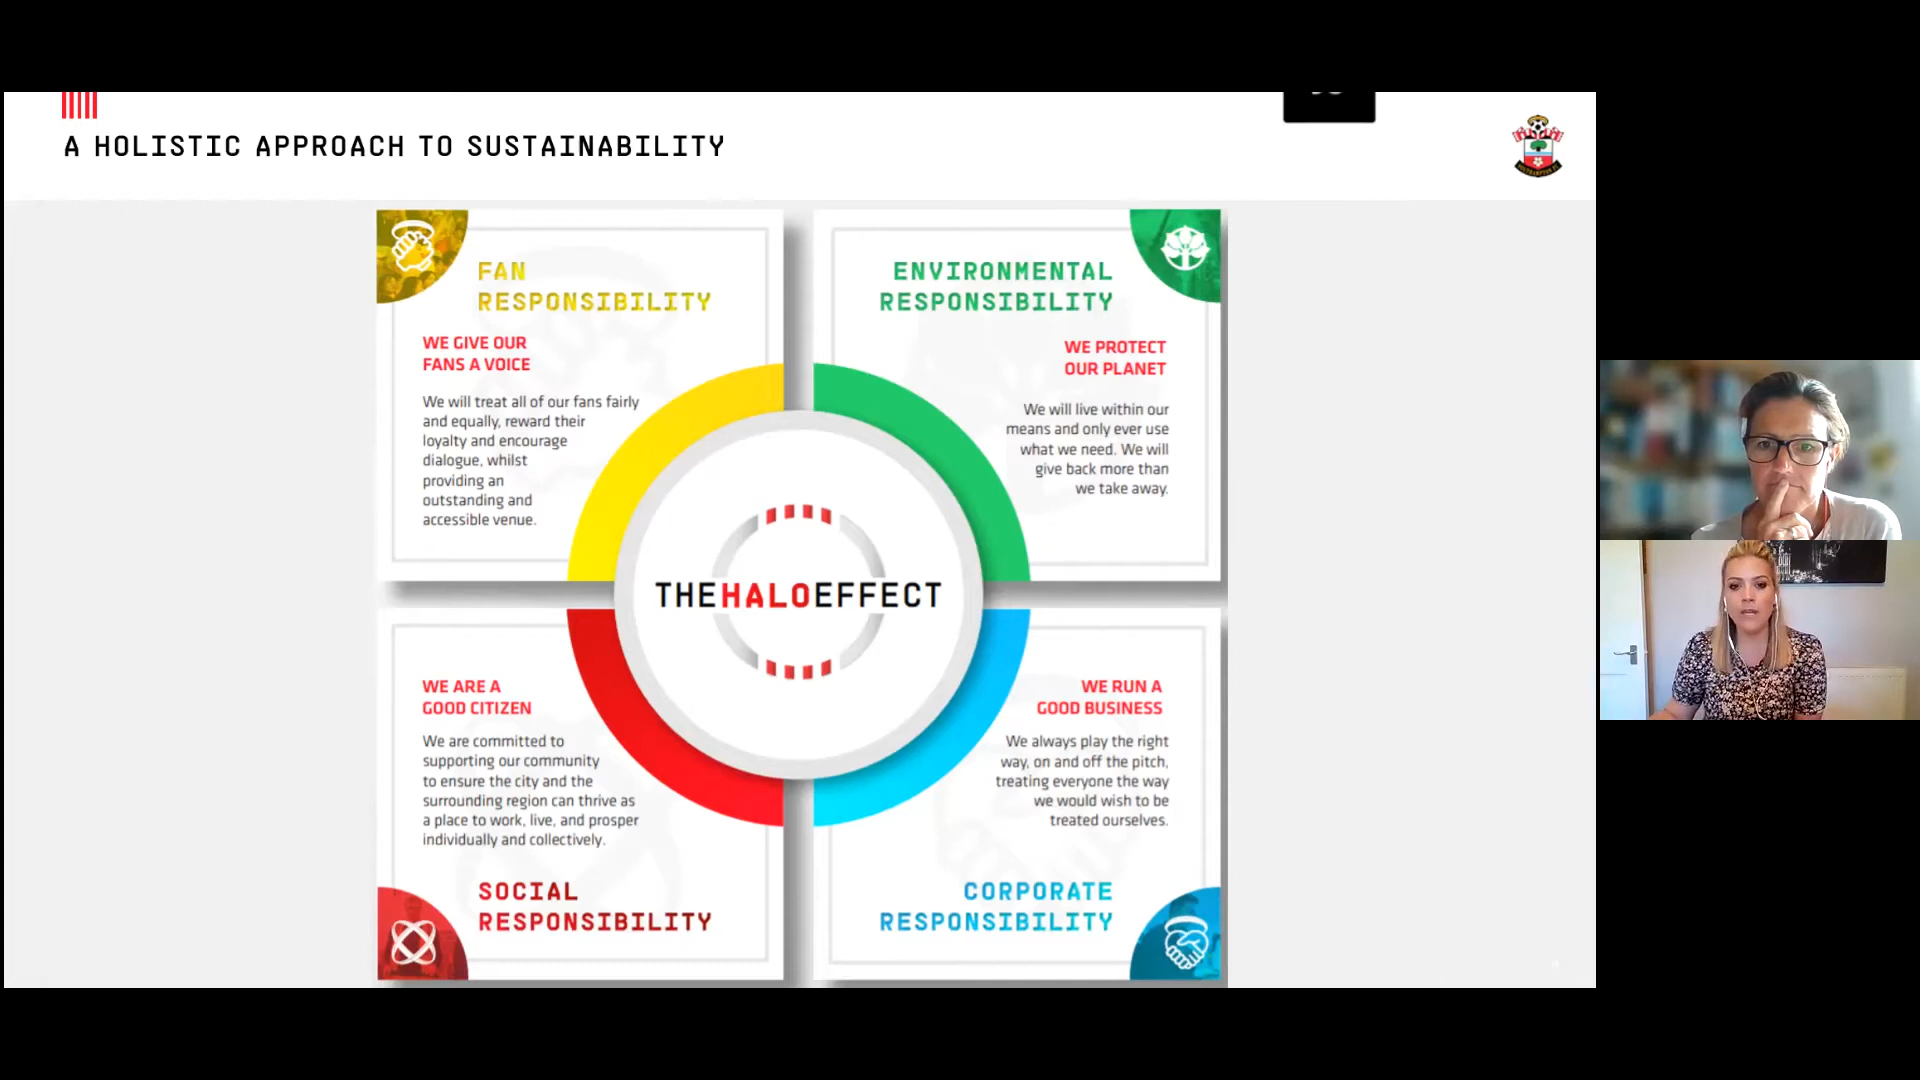 A HOLISTIC APPROACH TO SUSTAINABILITY
FAN
RESPONSIBILITY
WE GIVE OUR
FANS A VOICE
We will treat all of our fans fairly
and equally, reward their
loyalty and encourage
dialogue, whilst
providing an
outstanding and
accessible venue.
ENVIRONMENTAL
RESPONSIBILITY
WE PROTECT
OUR PLANET
We will live within our
means and only ever use
what we need. We will
give back more than
we take away.
THEHALOEFFECT
WE ARE A
GOOD CITIZEN
We are committed to
supporting our community
to ensure the city and the
surrounding region can thrive as
a place to work, live, and prosper
individually and collectively.
SOCIAL
RESPONSIBILITY
WE RUN A
GOOD BUSINESS
We always play the right
way, on and off the pitch,
treating everyone the way
we would wish to be
treated ourselves.
CORPORATE
RESPONSIBILITY